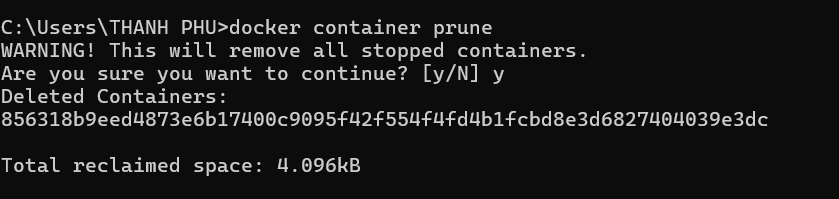 C:\Users\THANH PHU>docker container prune
WARNING! This will remove all stopped containers.
Are you sure you want to continue? [y/N] y
Deleted Containers:
856318b9eed4873e6b17400c9095f42f554f4fd4b1fcbd8e3d6827404039e3dc
Total reclaimed space: 4.096kB